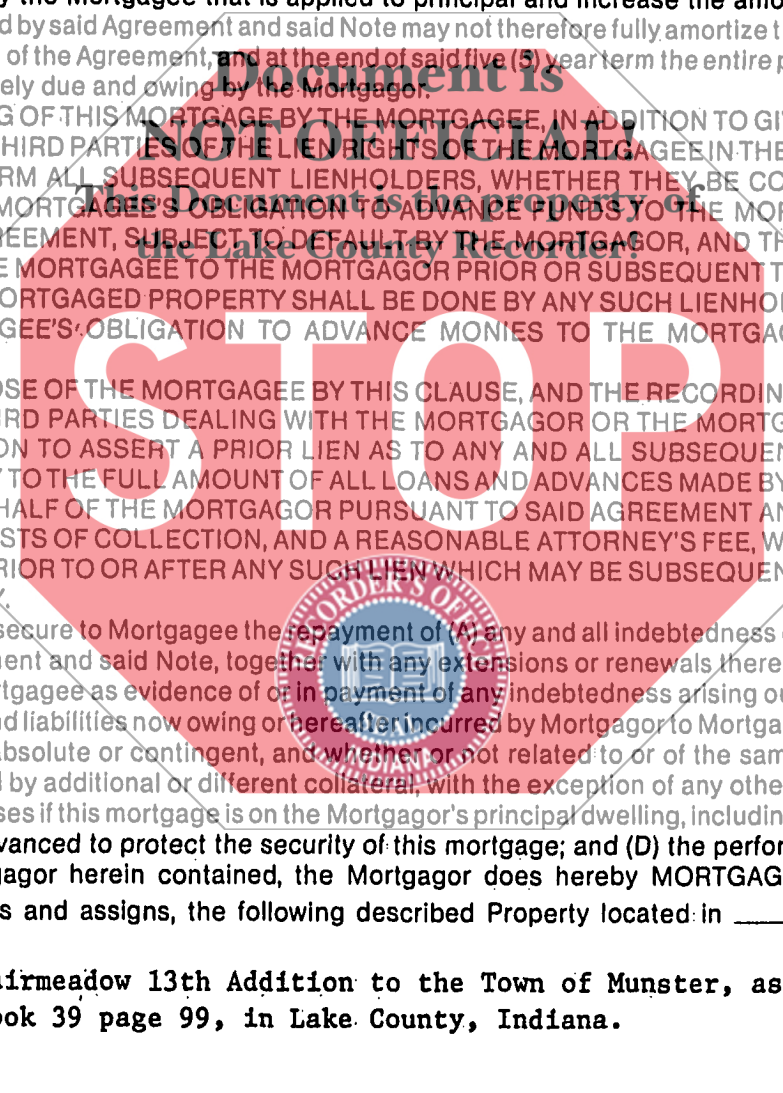 y the Mortgagee that is applied to principal and increase the amo
d by said Agreement and said Note may not therefore fully amortize t
of the Agreement, and at the end of said five (5) year term the entire p
ely due and owing by the Mortgagor.
Document is
G OF THIS MORTGAGE BY THE MORTGAGEE, IN ADDITION TO GI
NOT OFFICIAL!
HIRD PARTIES OF THE LIEN RIGHTS OF THE MORTGAGEE IN THE
RM ALL SUBSEQUENT LIENHOLDERS, WHETHER THEY BE CO
This Document is the property of
MORTGAGEE'S OBLIGATION TO ADVANCE FUNDS TO THE MOR
the Lake County Recorder!
EEMENT, SUBJECT TO DEFAULT BY THE MORTGAGOR, AND TH
E MORTGAGEE TO THE MORTGAGOR PRIOR OR SUBSEQUENT T
ORTGAGED PROPERTY SHALL BE DONE BY ANY SUCH LIENHO
GEE'S OBLIGATION TO ADVANCE MONIES TO THE MORTGA
STOP
OSE OF THE MORTGAGEE BY THIS CLAUSE, AND THE RECORDIN
RD PARTIES DEALING WITH THE MORTGAGOR OR THE MORTG
ON TO ASSERT A PRIOR LIEN AS TO ANY AND ALL SUBSEQUEN
TO THE FULL AMOUNT OF ALL LOANS AND ADVANCES MADE BY
HALF OF THE MORTGAGOR PURSUANT TO SAID AGREEMENT AN
STS OF COLLECTION, AND A REASONABLE ATTORNEY'S FEE, W
RIOR TO OR AFTER ANY SUCH LIEN WHICH MAY BE SUBSEQUEN
RECORDER'S OFFICE
secure to Mortgagee the repayment of (A) any and all indebtedness
ent and said Note, together with any extensions or renewals there
tgagee as evidence of or in payment of any indebtedness arising ou
d liabilities now owing or hereafter incurred by Mortgagor to Mortga
absolute or contingent, and whether or not related to or of the sam
INDIANA
d by additional or different collateral, with the exception of any othe
ses if this mortgage is on the Mortgagor's principal dwelling, includin
vanced to protect the security of this mortgage; and (D) the perfor
gagor herein contained, the Mortgagor does hereby MORTGAG
s and assigns, the following described Property located in
irmeadow 13th Addition to the Town of Munster, as
ook 39 page 99, in Lake County, Indiana.